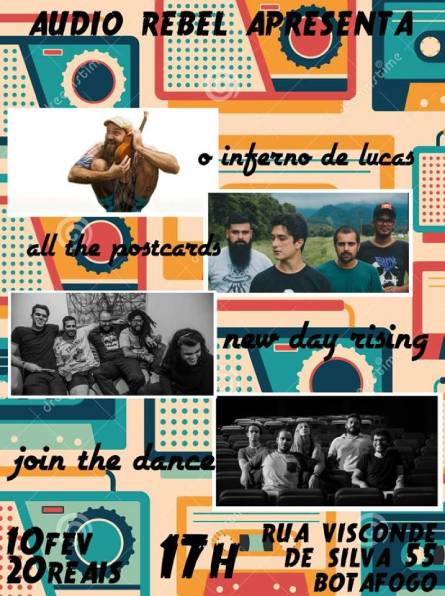 AUDIO REBEL APRESENTA
o inferno de lucas
all the postcards
new day rising
join the dance
10FEV
20REAIS
17H
RUA VISCONDE
DE SILVA 55
BOTAFOGO